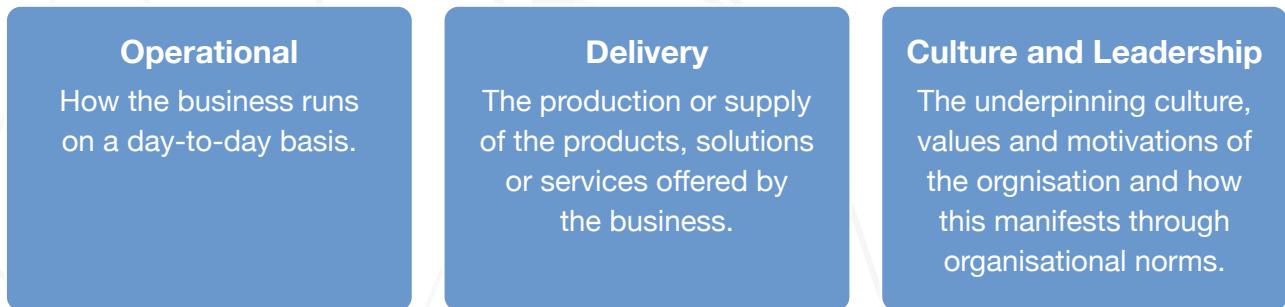 Operational
How the business runs
on a day-to-day basis.
Delivery
The production or supply
of the products, solutions
or services offered by
the business.
Culture and Leadership
The underpinning culture,
values and motivations of
the orgnisation and how
this manifests through
organisational norms.